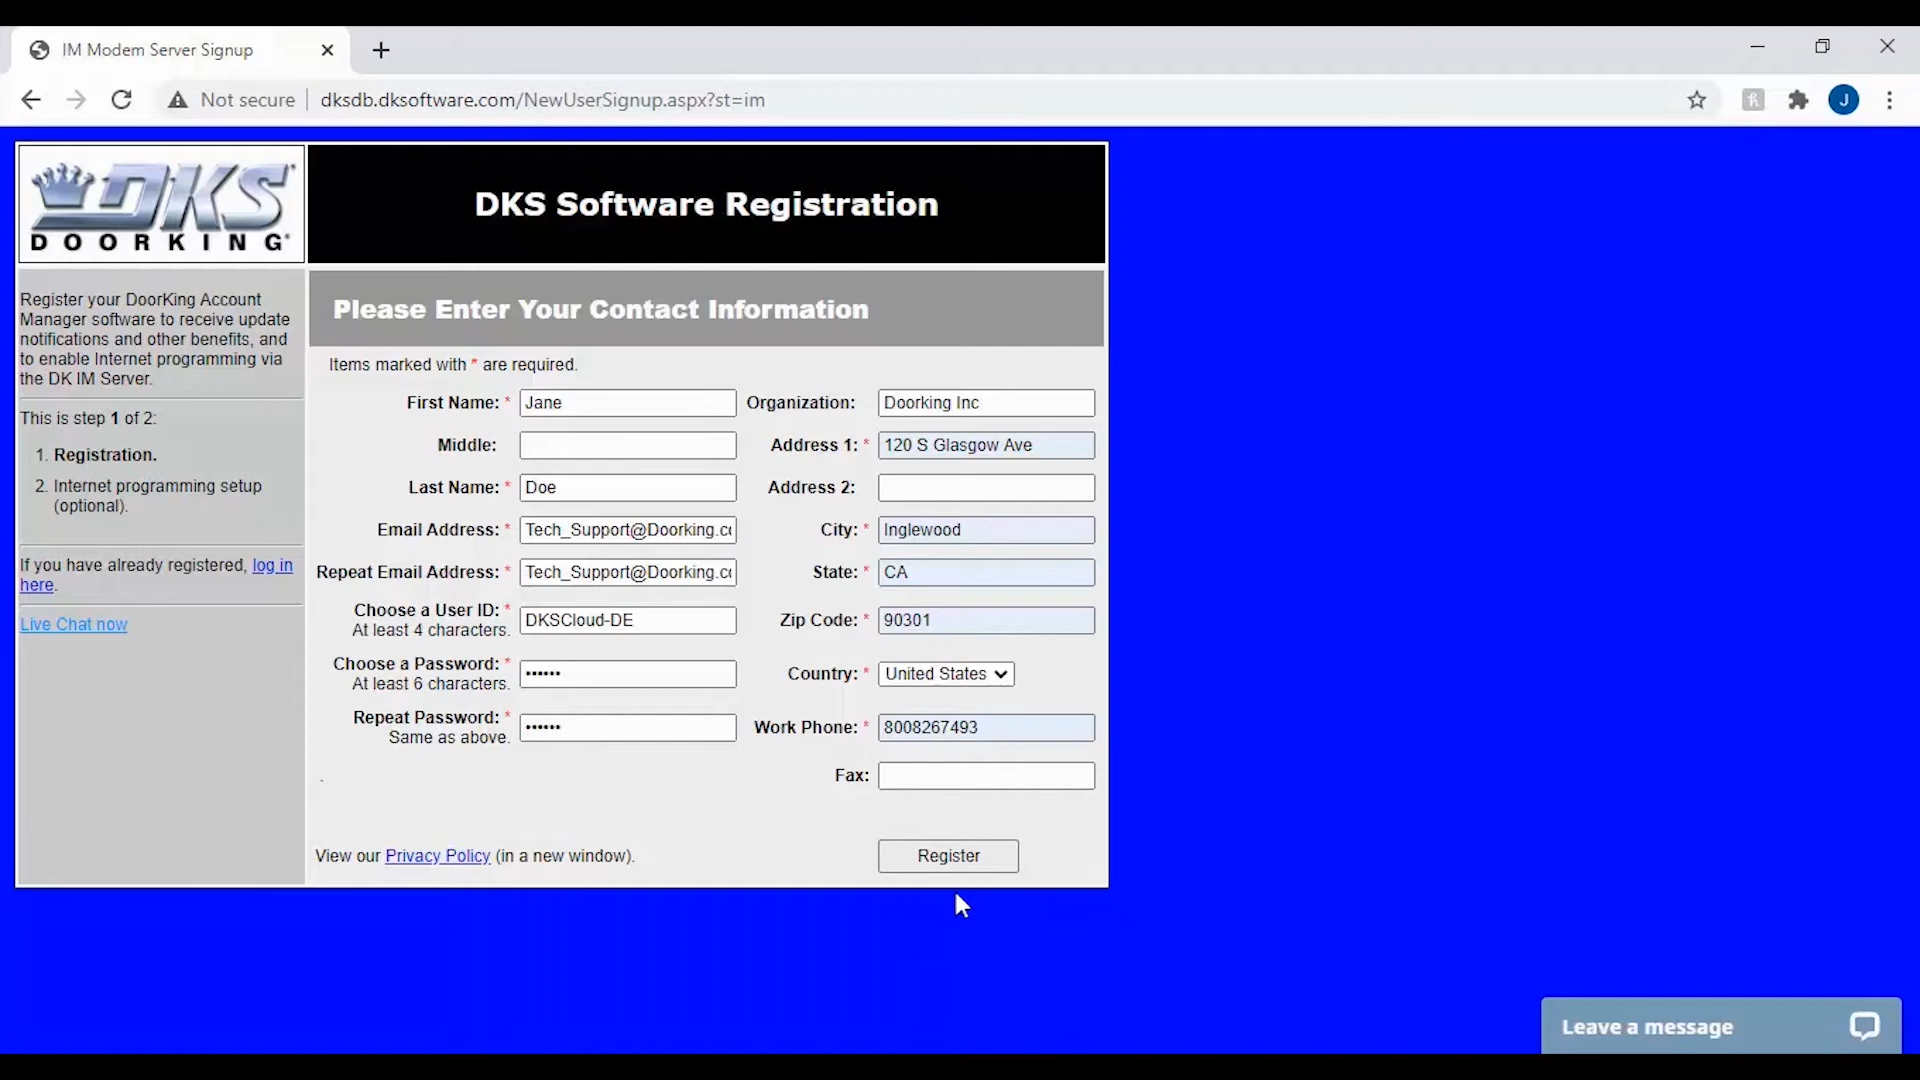 IM Modem Server Signup
Not secure
dksdb.dksoftware.com/NewUserSignup.aspx?st=im
J
DKS
DOORKING
DKS Software Registration
Register your DoorKing Account
Manager software to receive update
notifications and other benefits, and
to enable Internet programming via
the DK IM Server.
This is step 1 of 2:
1. Registration.
2. Internet programming setup
(optional).
If you have already registered, log in
here.
Live Chat now
Please Enter Your Contact Information
Items marked with * are required.
First Name: * Jane
Organization: Doorking Inc
Middle:
Address 1: * 120 S Glasgow Ave
Last Name: * Doe
Address 2:
Email Address: * Tech_Support@Doorking.c
City: * Inglewood
Repeat Email Address: * Tech_Support@Doorking.c
State: * CA
Choose a User ID: * DKSCloud-DE
At least 4 characters.
Zip Code: * 90301
Choose a Password: * ••••••
At least 6 characters.
Country: * United States
Repeat Password: * ••••••
Same as above.
Work Phone: * 8008267493
Fax:
.
View our Privacy Policy (in a new window).
Register
Leave a message